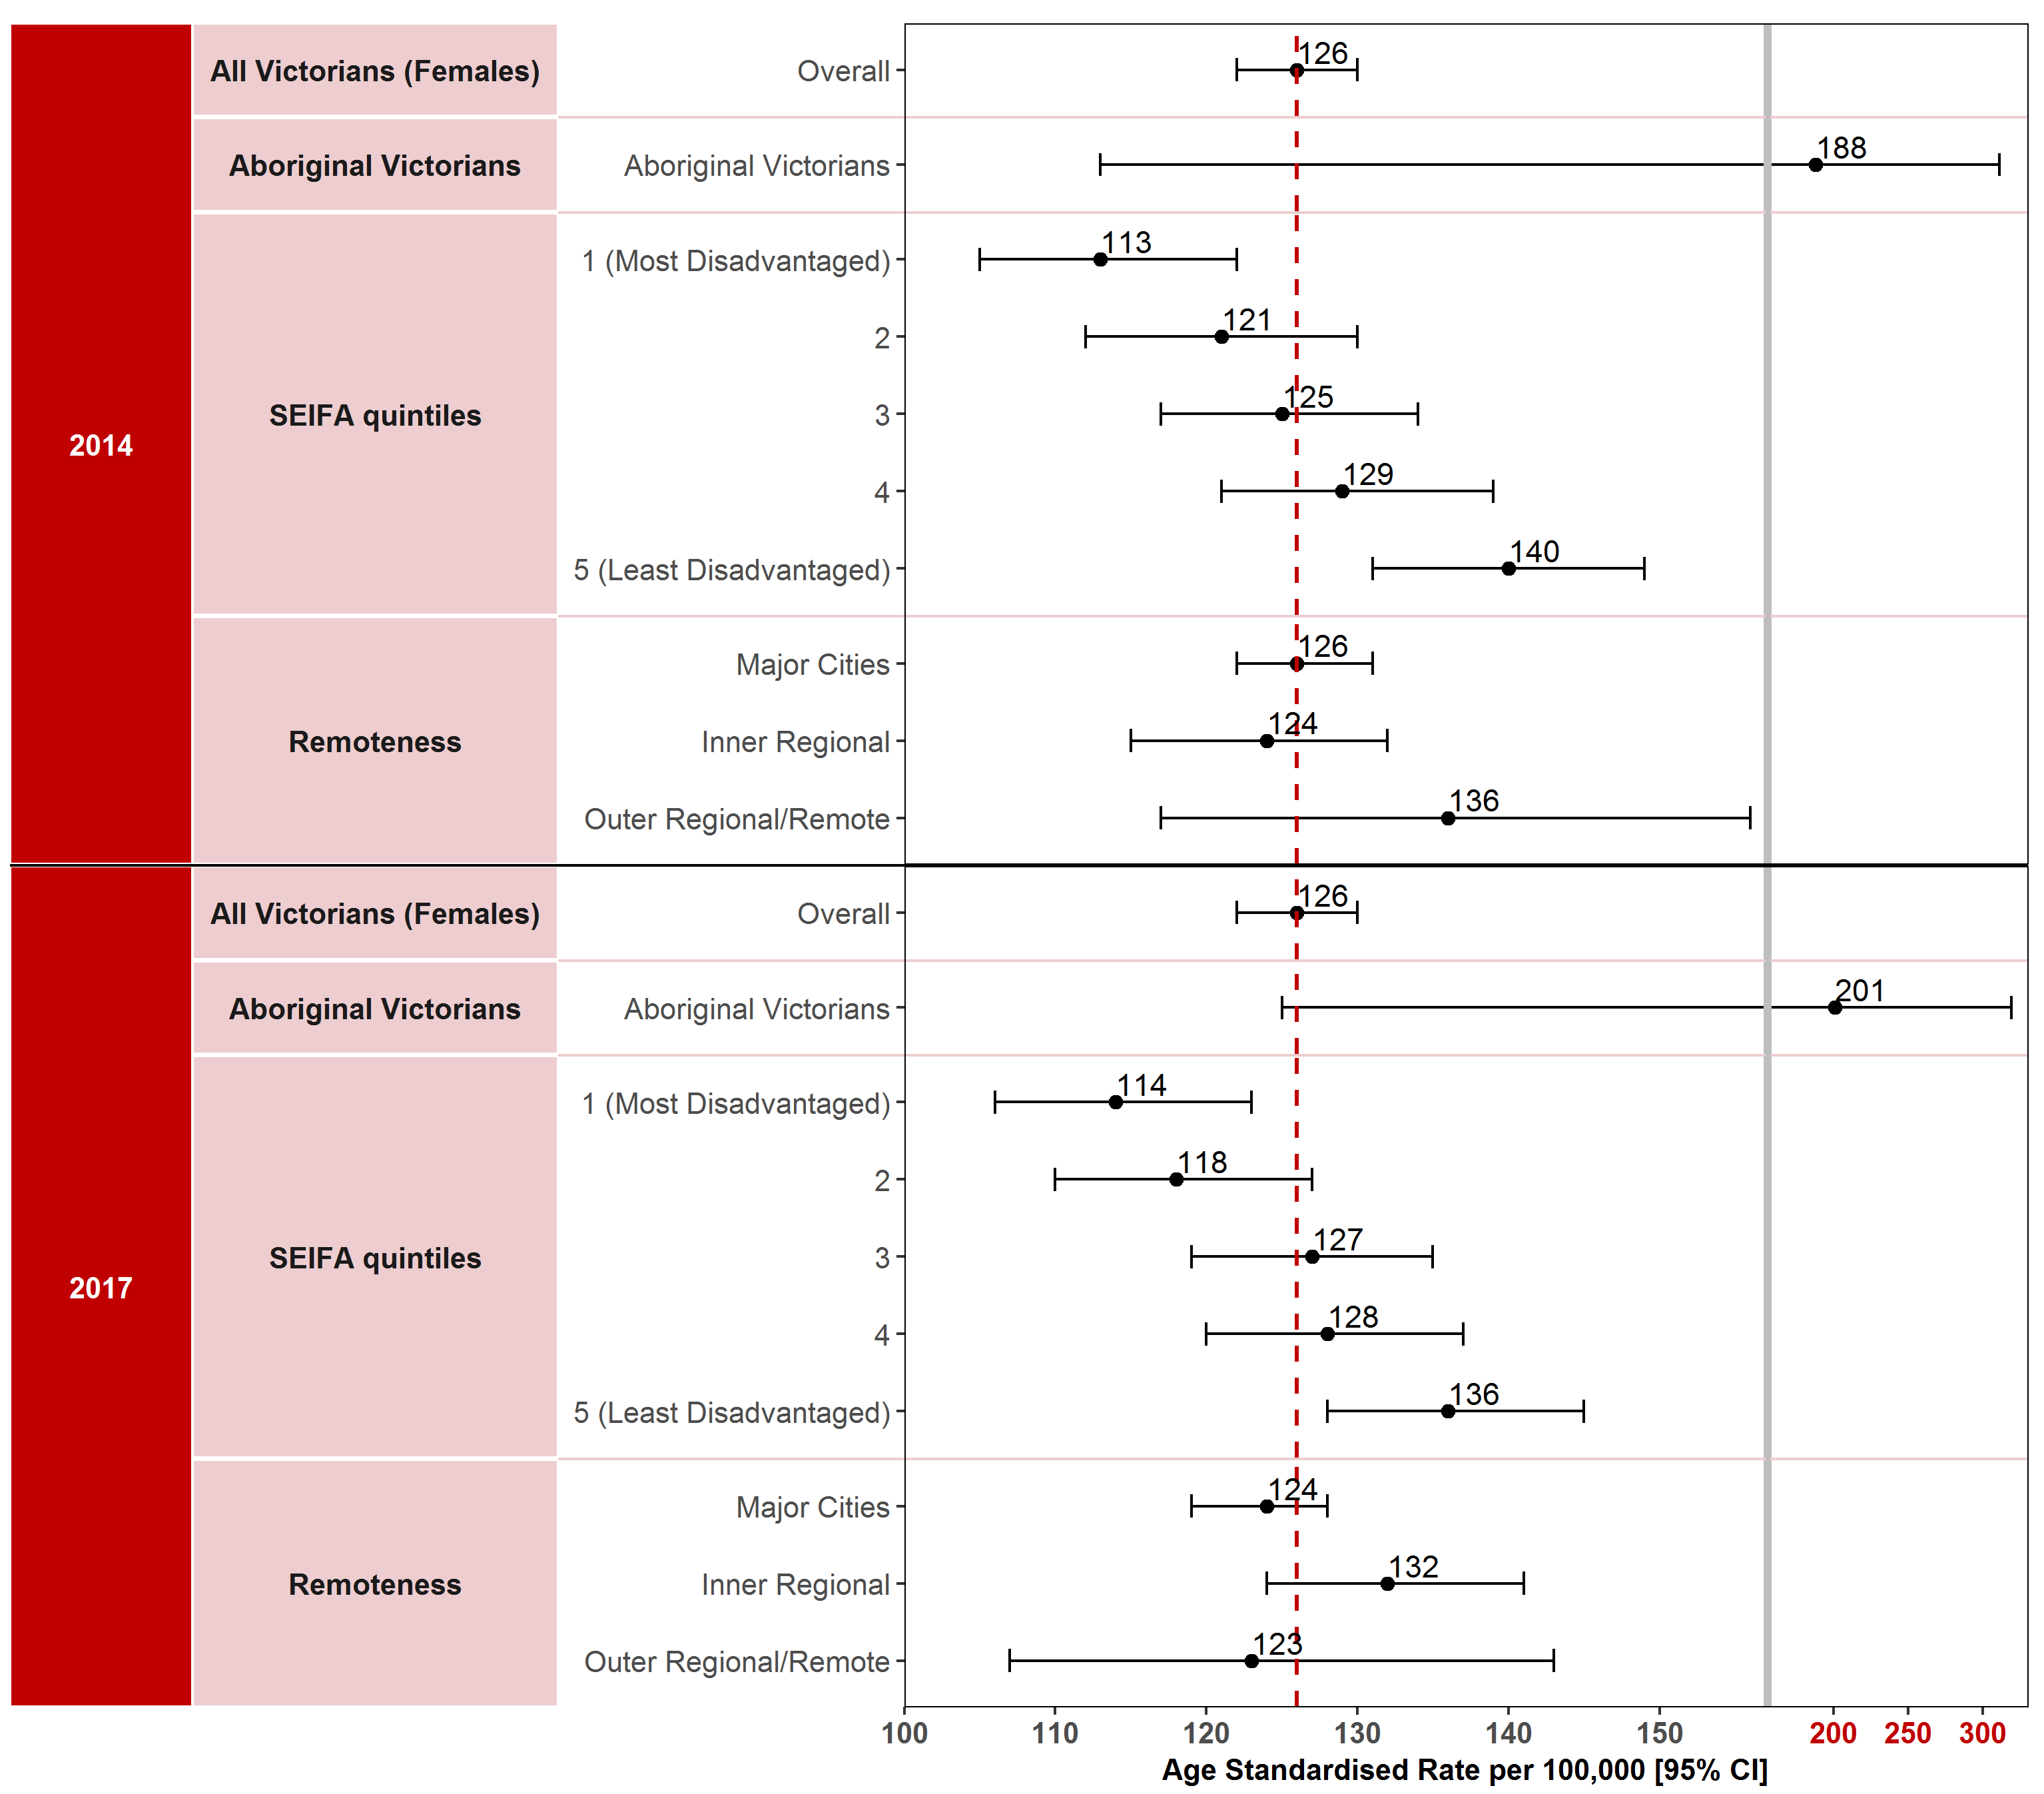 2014
All Victorians (Females)
Overall
126
Aboriginal Victorians
Aboriginal Victorians
188
SEIFA quintiles
1 (Most Disadvantaged)
113
2
121
3
125
4
129
5 (Least Disadvantaged)
140
Remoteness
Major Cities
126
Inner Regional
124
Outer Regional/Remote
136
2017
All Victorians (Females)
Overall
126
Aboriginal Victorians
Aboriginal Victorians
201
SEIFA quintiles
1 (Most Disadvantaged)
114
2
118
3
127
4
128
5 (Least Disadvantaged)
136
Remoteness
Major Cities
124
Inner Regional
132
Outer Regional/Remote
123
100 110 120 130 140 150 200 250 300
Age Standardised Rate per 100,000 [95% CI]